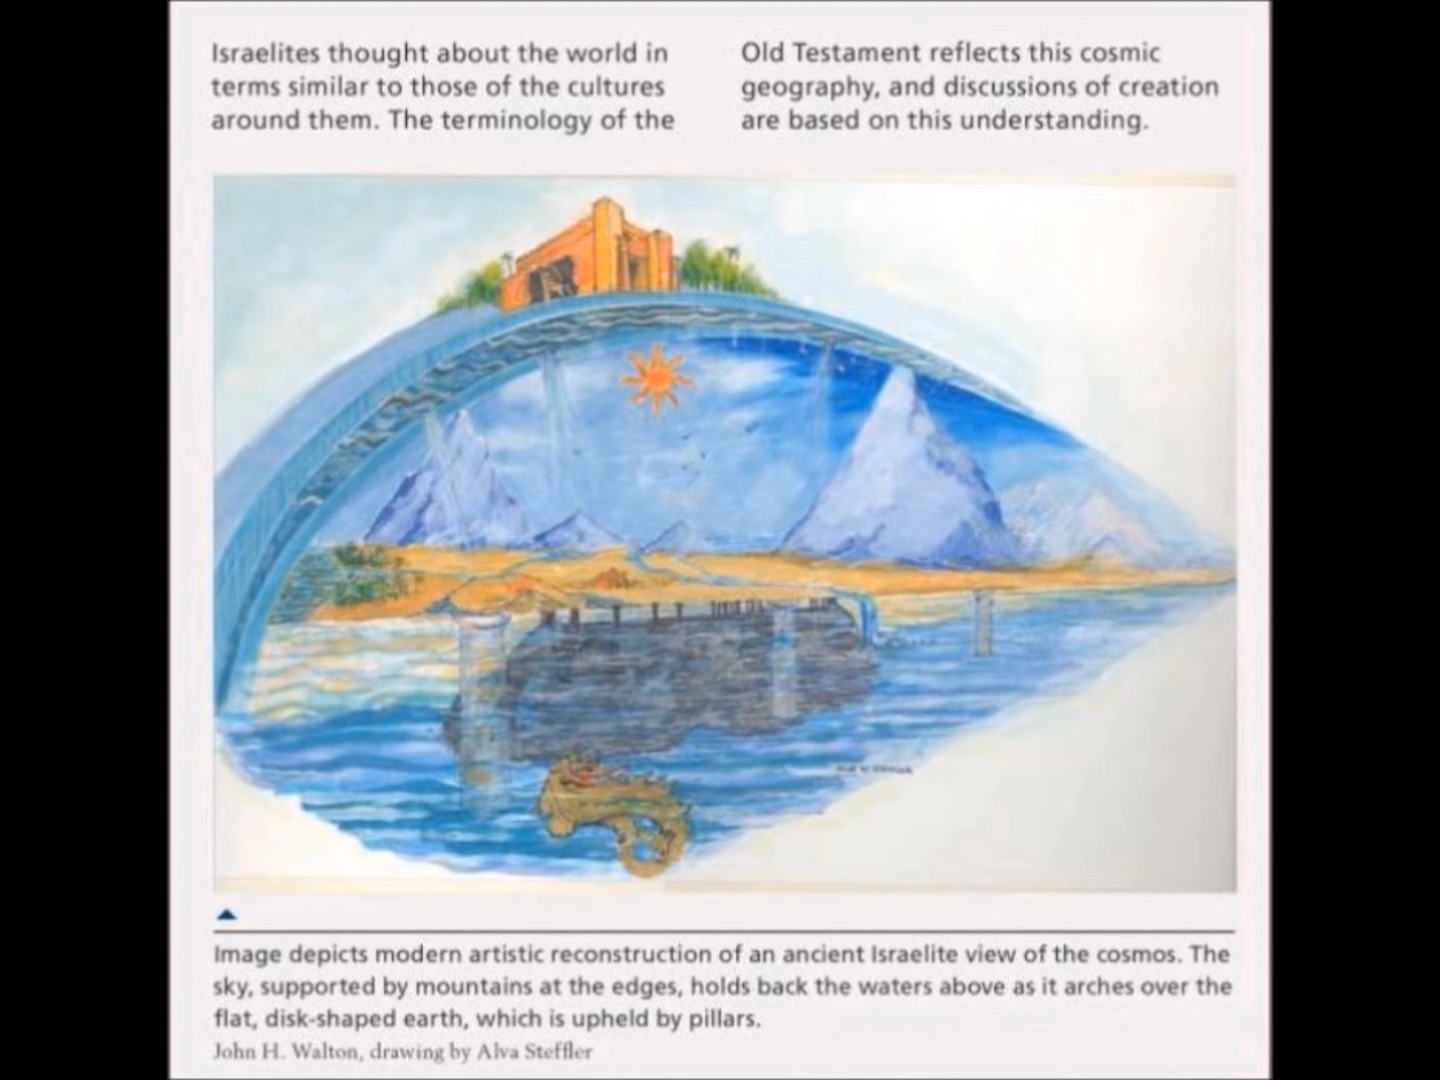 Israelites thought about the world in
terms similar to those of the cultures
around them. The terminology of the
Old Testament reflects this cosmic
geography, and discussions of creation
are based on this understanding.
Image depicts modern artistic reconstruction of an ancient Israelite view of the cosmos. The
sky, supported by mountains at the edges, holds back the waters above as it arches over the
flat, disk-shaped earth, which is upheld by pillars.
John H. Walton, drawing by Alva Steffler